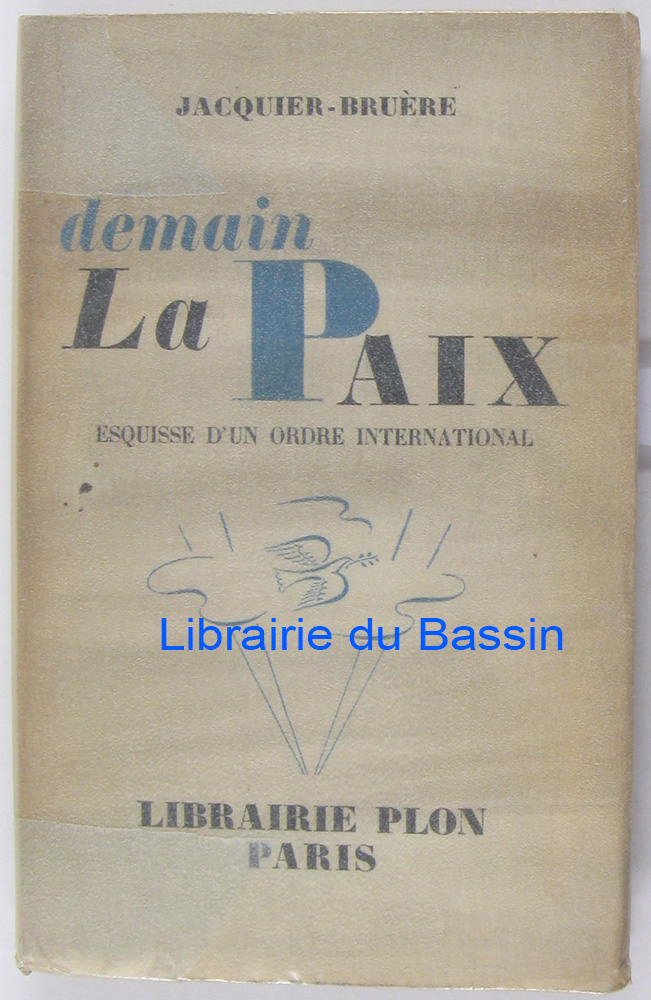 JACQUIER-BRUÈRE
demain
La PAIX
ESQUISSE D'UN ORDRE INTERNATIONAL
Librairie du Bassin
LIBRAIRIE PLON
PARIS